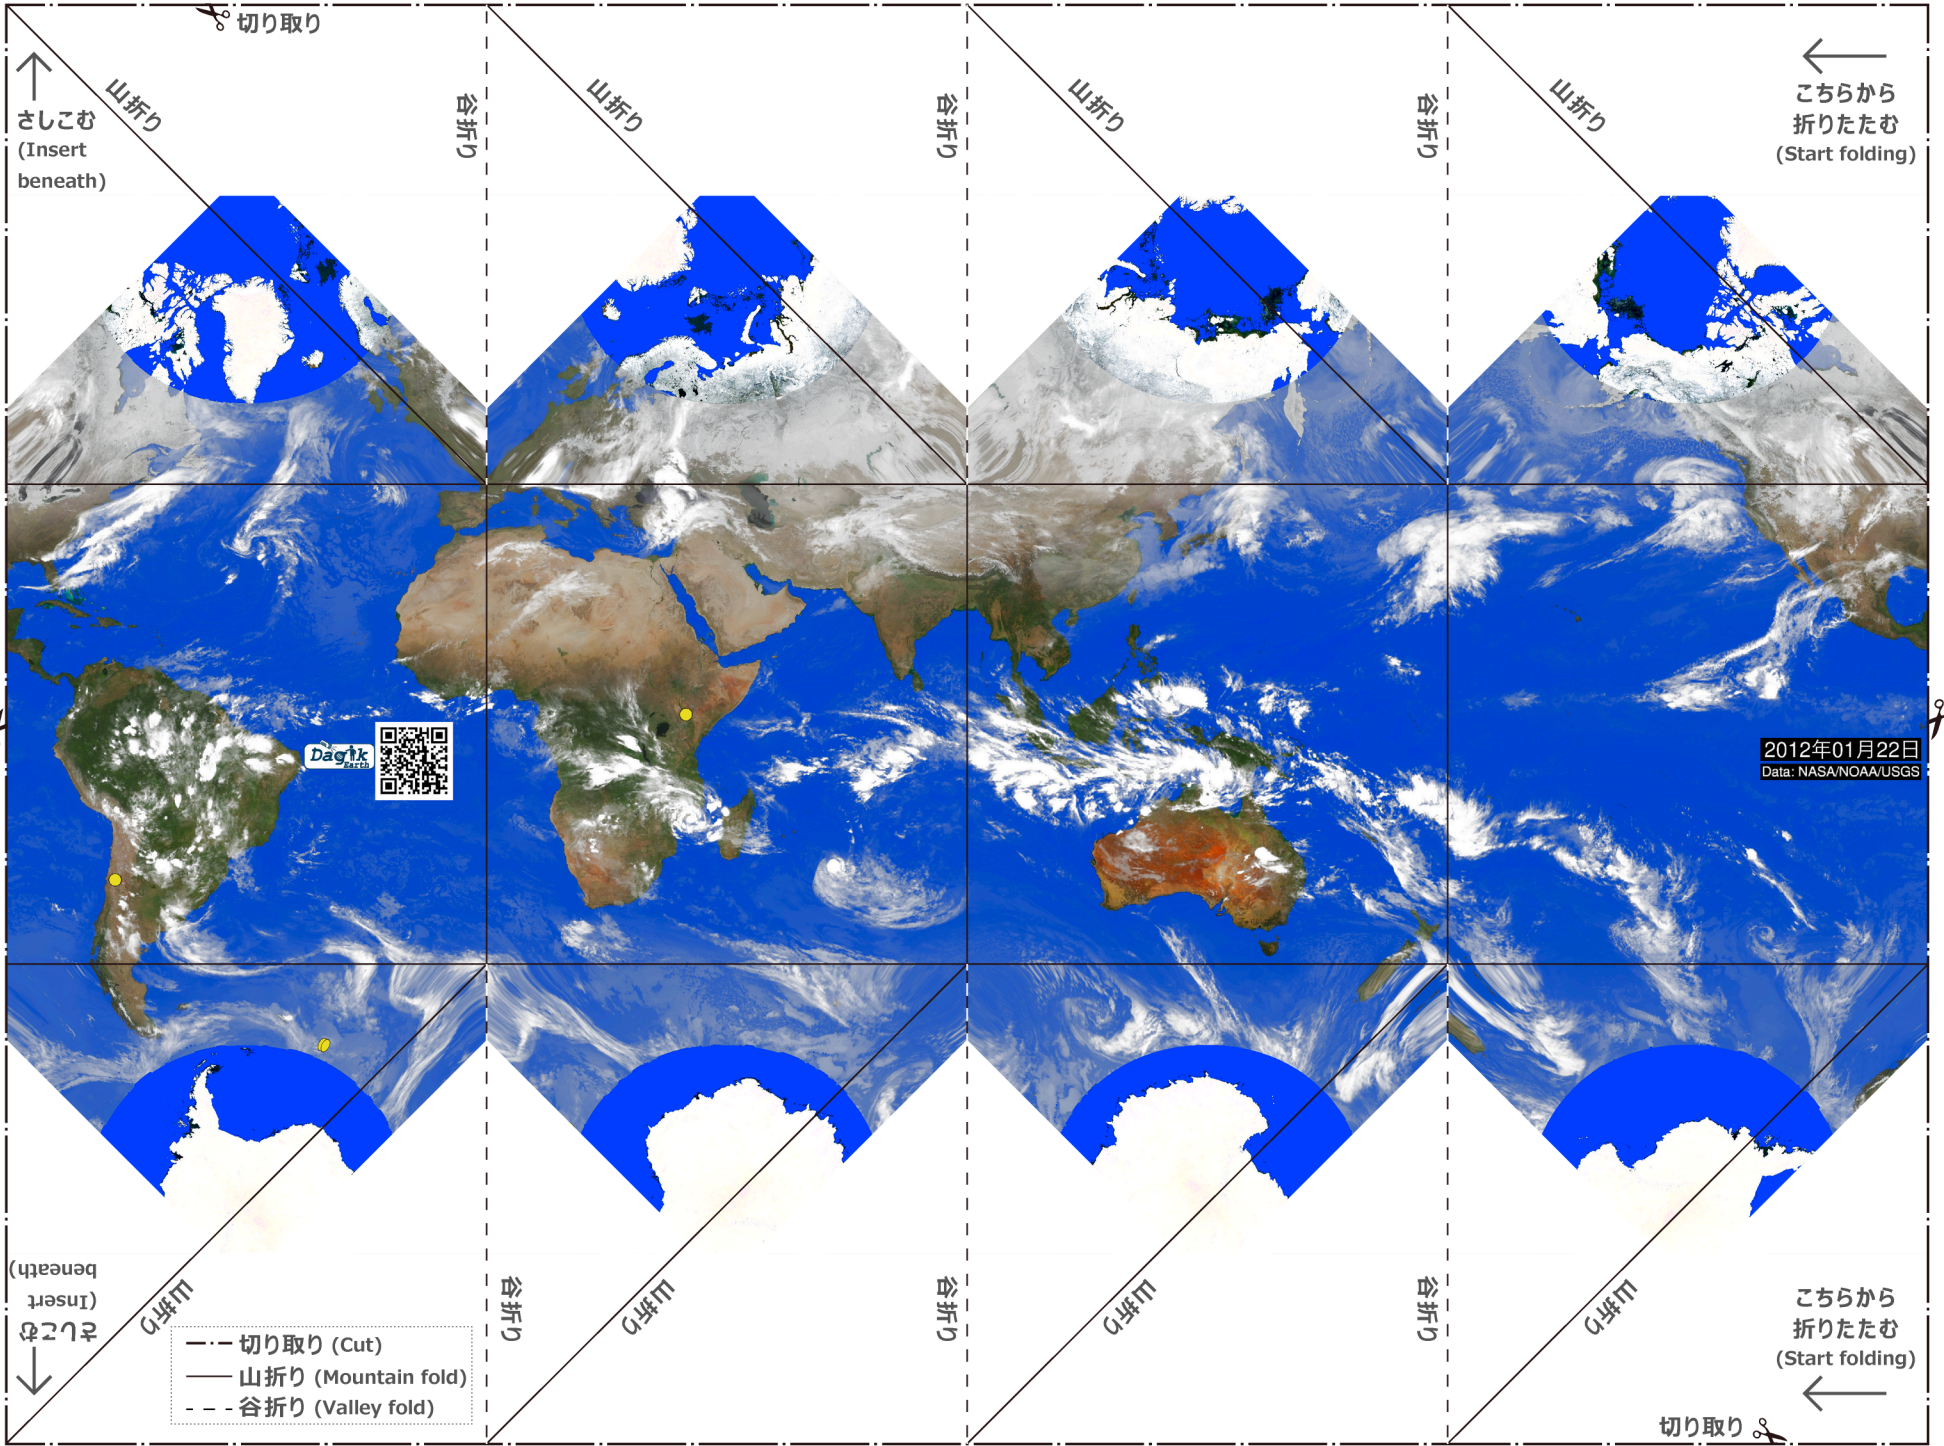 切り取り
山折り
谷折り
山折り
谷折り
山折り
谷折り
山折り
さしこむ
(Insert
beneath)
こちらから
折りたたむ
(Start folding)
Dagik
Earth
2012年01月22日
Data: NASA/NOAA/USGS
さしこむ
(Insert
beneath)
山折り
谷折り
山折り
谷折り
山折り
谷折り
山折り
こちらから
折りたたむ
(Start folding)
切り取り (Cut)
山折り (Mountain fold)
谷折り (Valley fold)
切り取り